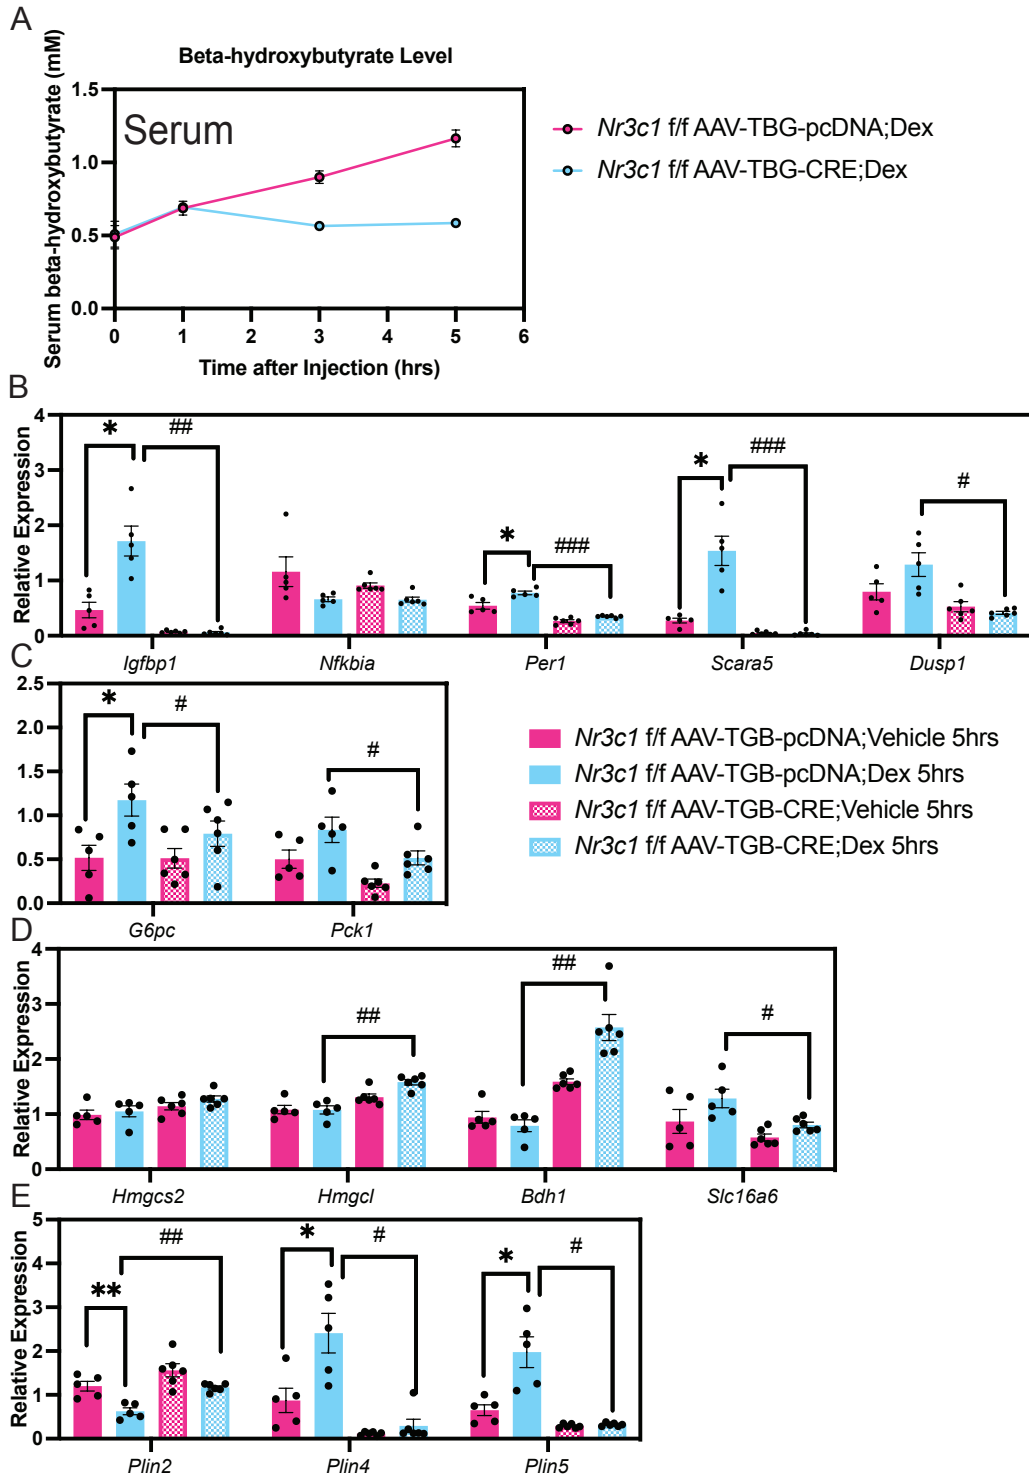 A
Beta-hydroxybutyrate Level
Serum beta-hydroxybutyrate (mM)
1.5
1.0
0.5
0.0
Serum
0 1 2 3 4 5 6
Time after Injection (hrs)
Nr3c1 f/f AAV-TBG-pcDNA;Dex
Nr3c1 f/f AAV-TBG-CRE;Dex
B
Relative Expression
4
3
2
1
0
* ##
* ###
* ###
#
Igfbp1 Nfkbia Per1 Scara5 Dusp1
C
2.5
2.0
1.5
1.0
0.5
0.0
* #
#
G6pc Pck1
Nr3c1 f/f AAV-TGB-pcDNA;Vehicle 5hrs
Nr3c1 f/f AAV-TGB-pcDNA;Dex 5hrs
Nr3c1 f/f AAV-TGB-CRE;Vehicle 5hrs
Nr3c1 f/f AAV-TGB-CRE;Dex 5hrs
D
Relative Expression
4
3
2
1
0
##
##
#
Hmgcs2 Hmgcl Bdh1 Slc16a6
E
Relative Expression
5
4
3
2
1
0
** ##
* #
* #
Plin2 Plin4 Plin5